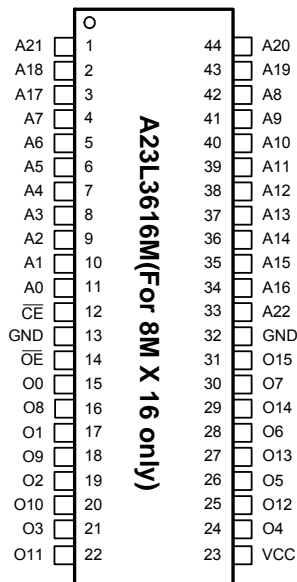 A21 1 44 A20
A18 2 43 A19
A17 3 42 A8
A7 4 41 A9
A6 5 40 A10
A5 6 39 A11
A4 7 38 A12
A3 8 37 A13
A2 9 36 A14
A1 10 35 A15
A0 11 34 A16
CE 12 33 A22
GND 13 32 GND
OE 14 31 O15
O0 15 30 O7
O8 16 29 O14
O1 17 28 O6
O9 18 27 O13
O2 19 26 O5
O10 20 25 O12
O3 21 24 O4
O11 22 23 VCC
A23L3616M(For 8M X 16 only)